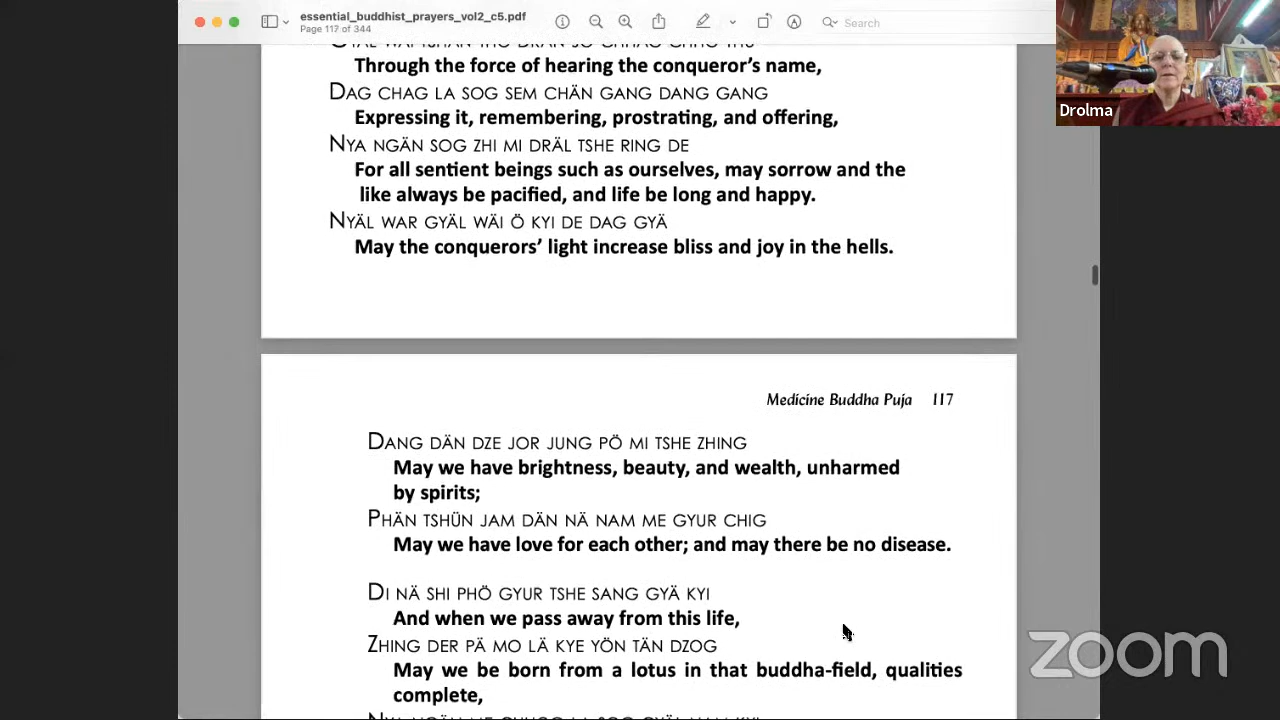 essential_buddhist_prayers_vol2_c5.pdf
Page 117 of 344
Search
Drolma
Through the force of hearing the conqueror’s name,
DAG CHAG LA SOG SEM CHÄN GANG DANG GANG
Expressing it, remembering, prostrating, and offering,
NYA NGÄN SOG ZHI MI DRÄL TSHE RING DE
For all sentient beings such as ourselves, may sorrow and the
like always be pacified, and life be long and happy.
NYÄL WAR GYÄL WÄI Ö KYI DE DAG GYÄ
May the conquerors’ light increase bliss and joy in the hells.
Medicine Buddha Puja 117
DANG DÄN DZE JOR JUNG PÖ MI TSHE ZHING
May we have brightness, beauty, and wealth, unharmed
by spirits;
PHÄN TSHÜN JAM DÄN NÄ NAM ME GYUR CHIG
May we have love for each other; and may there be no disease.
DI NÄ SHI PHÖ GYUR TSHE SANG GYÄ KYI
And when we pass away from this life,
ZHING DER PÄ MO LÄ KYE YÖN TÄN DZOG
May we be born from a lotus in that buddha-field, qualities
complete,
zoom